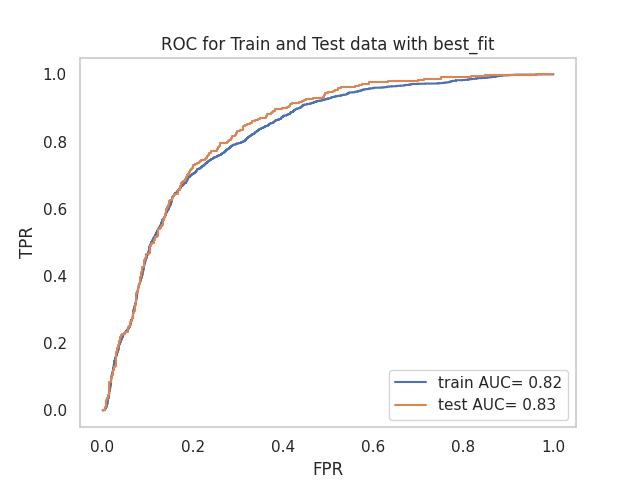 ROC for Train and Test data with best_fit
1.0
0.8
0.6
0.4
0.2
0.0
TPR
train AUC= 0.82
test AUC= 0.83
0.0 0.2 0.4 0.6 0.8 1.0
FPR